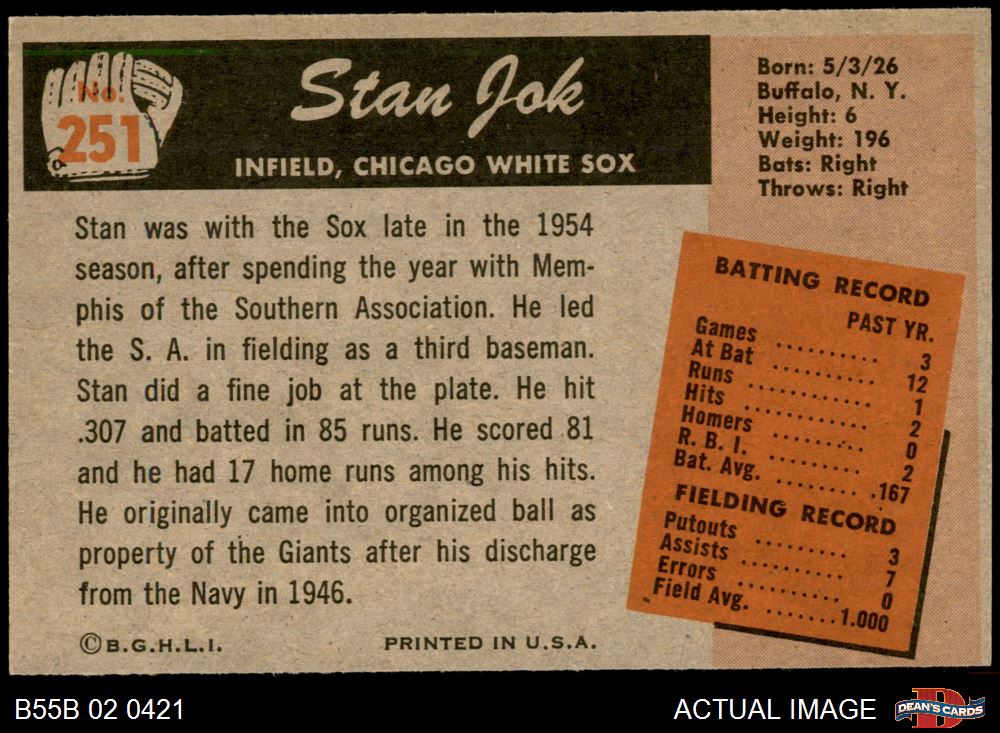 No.
251
Stan Jok
INFIELD, CHICAGO WHITE SOX
Born: 5/3/26
Buffalo, N. Y.
Height: 6
Weight: 196
Bats: Right
Throws: Right
Stan was with the Sox late in the 1954
season, after spending the year with Mem-
phis of the Southern Association. He led
the S. A. in fielding as a third baseman.
Stan did a fine job at the plate. He hit
.307 and batted in 85 runs. He scored 81
and he had 17 home runs among his hits.
He originally came into organized ball as
property of the Giants after his discharge
from the Navy in 1946.
BATTING RECORD
PAST YR.
Games .......... 3
At Bat .......... 12
Runs .......... 1
Hits .......... 2
Homers .......... 0
R. B. I. .......... 2
Bat. Avg. ........ .167
FIELDING RECORD
Putouts .......... 3
Assists .......... 7
Errors .......... 0
Field Avg. .......1.000
©B.G.H.L.I. PRINTED IN U.S.A.
B55B 02 0421 ACTUAL IMAGE
D
DEAN'S CARDS